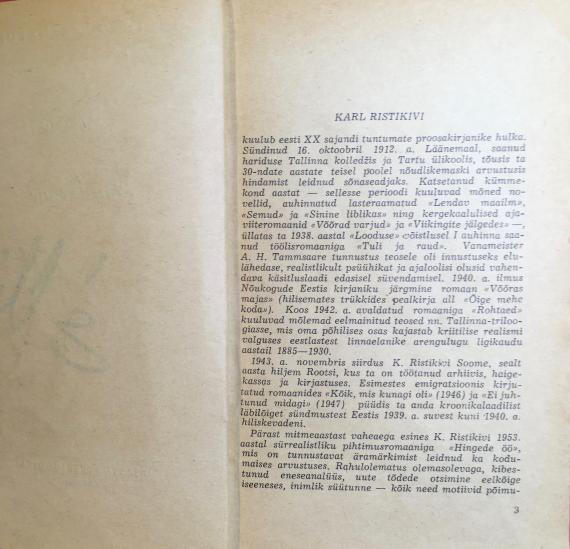 KARL RISTIKIVI
kuulub eesti XX sajandi tuntumate proosakirjanike hulka.
Sündinud 16. oktoobril 1912. a. Läänemaal, saanud
hariduse Tallinna kolledžis ja Tartu ülikoolis, tõusis ta
30-ndate aastate teisel poolel nõudlikemaski arvustusis
hindamist leidnud sõnaseadjaks. Katsetanud kümme-
kond aastat — sellesse perioodi kuuluvad mõned no-
vellid, auhinnatud lasteraamatud «Lendav maailm»,
«Semud» ja «Sinine liblikas» ning kergekaalulised aja-
viiteromaanid «Võõrad varjud» ja «Viikingite jälgedes» —,
üllatas ta 1938. aastal «Looduse» võistlusel I auhinna saa-
nud töölisromaaniga «Tuli ja raud». Vanameister
A. H. Tammsaare tunnustus teosele oli innustuseks elu-
lähedase, realistlikult psüühikat ja ajaloolisi olusid vahen-
dava käsitluslaadi edasisel süvendamisel. 1940. a. ilmus
Nõukogude Eestis kirjaniku järgmine romaan «Võõras
majas» (hilisemates trükkides pealkirja all «Õige mehe
koda»). Koos 1942. a. avaldatud romaaniga «Rohtaed»
kuuluvad mõlemad eelmainitud teosed nn. Tallinna-triloo-
giasse, mis oma põhilises osas kajastab kriitilise realismi
valguses eestlastest linnaelanike arengulugu ligikaudu
aastail 1885—1930.
1943. a. novembris siirdus K. Ristikivi Soome, sealt
aasta hiljem Rootsi, kus ta on töötanud arhiivis, haige-
kassas ja kirjastuses. Esimestes emigratsioonis kirju-
tatud romaanides «Kõik, mis kunagi oli» (1946) ja «Ei juh-
tunud midagi» (1947) püüdis ta anda kroonikalaadilist
läbilõiget sündmustest Eestis 1939. a. suvest kuni 1940. a.
hiliskevadeni.
Pärast mitmeaastast vaheaega esines K. Ristikivi 1953.
aastal sürrealistliku pihtimusromaaniga «Hingede öö»,
mis on tunnustavat äramärkimist leidnud ka kodu-
maises arvustuses. Rahulolematus olemasolevaga, kibes-
tunud eneseanalüüs, uute tõdede otsimine eelkõige
iseeneses, inimlik süütunne — kõik need motiivid põimu-
3